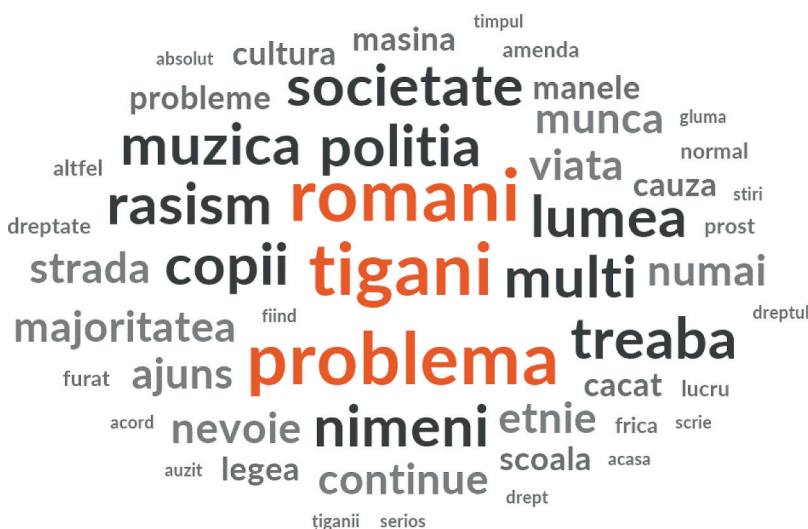 timpul
masina
absolut cultura amenda
societate manele
probleme
munca gluma
muzica politia
altfel viata normal
romani cauza stiri
rasism lumea prost
dreptate
strada copii tigani multi numai
majoritatea fiind dreptul
treaba
furat ajuns problema cacat lucru
acord nevoie nimeni etnie frica scrie
auzit legea continue scoala acasa
drept
tiganii serios